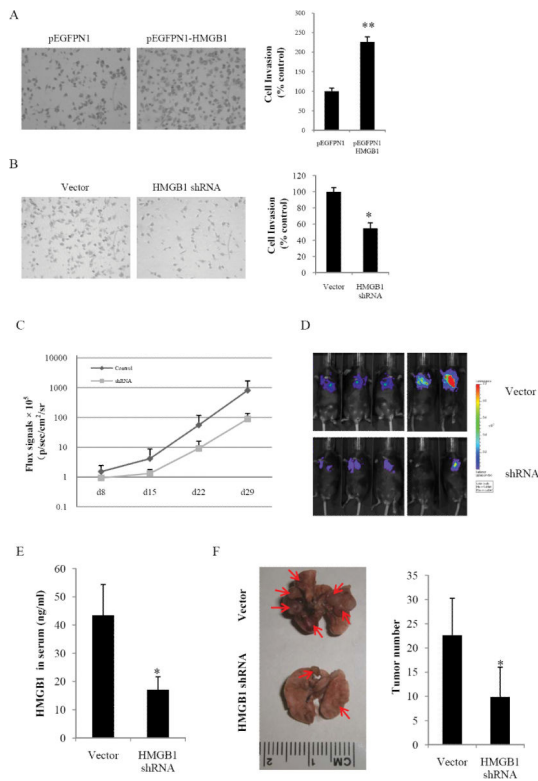 A
pEGFPN1
pEGFPN1-HMGB1
Cell Invasion
(% control)
300
250
200
150
100
50
0
**
pEGFPN1
pEGFPN1
HMGB1
B
Vector
HMGB1 shRNA
Cell Invasion
(% control)
120
100
80
60
40
20
0
*
Vector
HMGB1
shRNA
C
Flux signals × 10⁵
(p/sec/cm²/sr)
10000
1000
100
10
1
0.1
Control
shRNA
d8
d15
d22
d29
D
Vector
shRNA
E
HMGB1 in serum (ng/ml)
60
50
40
30
20
10
0
*
Vector
HMGB1
shRNA
F
Vector
HMGB1 shRNA
2
1
CM
Tumor number
35
30
25
20
15
10
5
0
*
Vector
HMGB1
shRNA